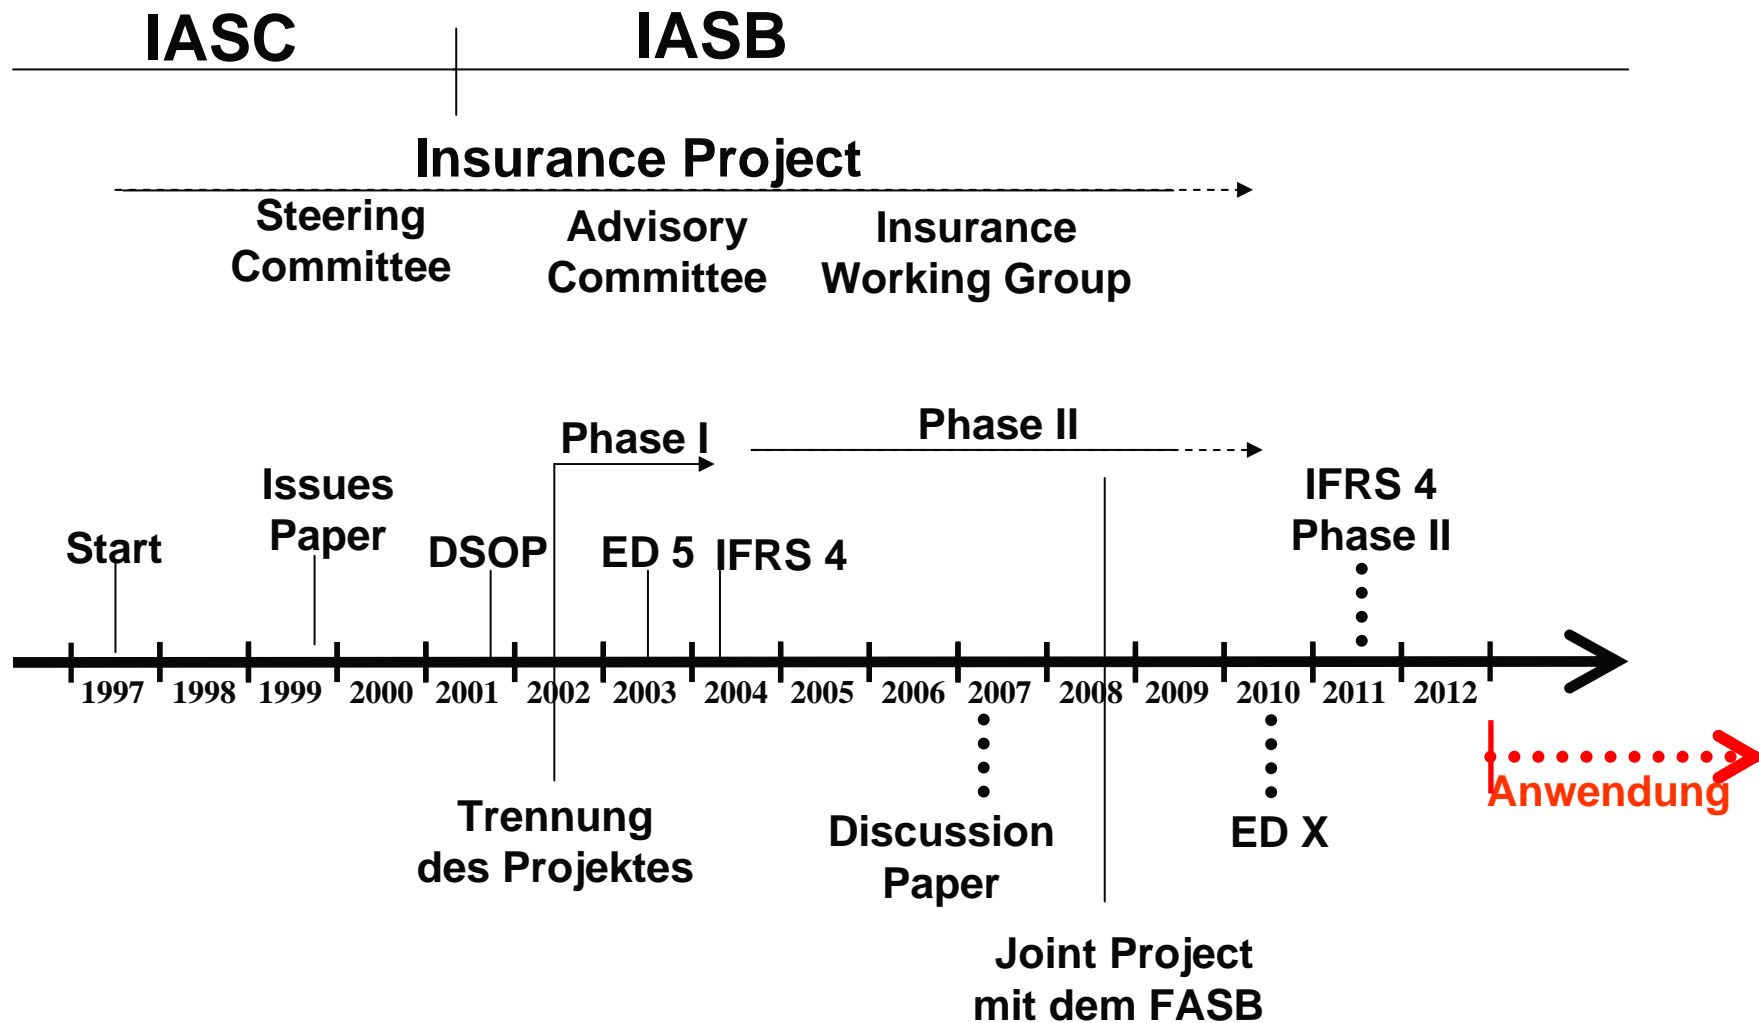 IASC
IASB
Insurance Project
Steering
Committee
Advisory
Committee
Insurance
Working Group
Phase I
Phase II
Start
Issues
Paper
DSOP
ED 5
IFRS 4
IFRS 4
Phase II
1997
1998
1999
2000
2001
2002
2003
2004
2005
2006
2007
2008
2009
2010
2011
2012
Anwendung
Trennung
des Projektes
Discussion
Paper
ED X
Joint Project
mit dem FASB